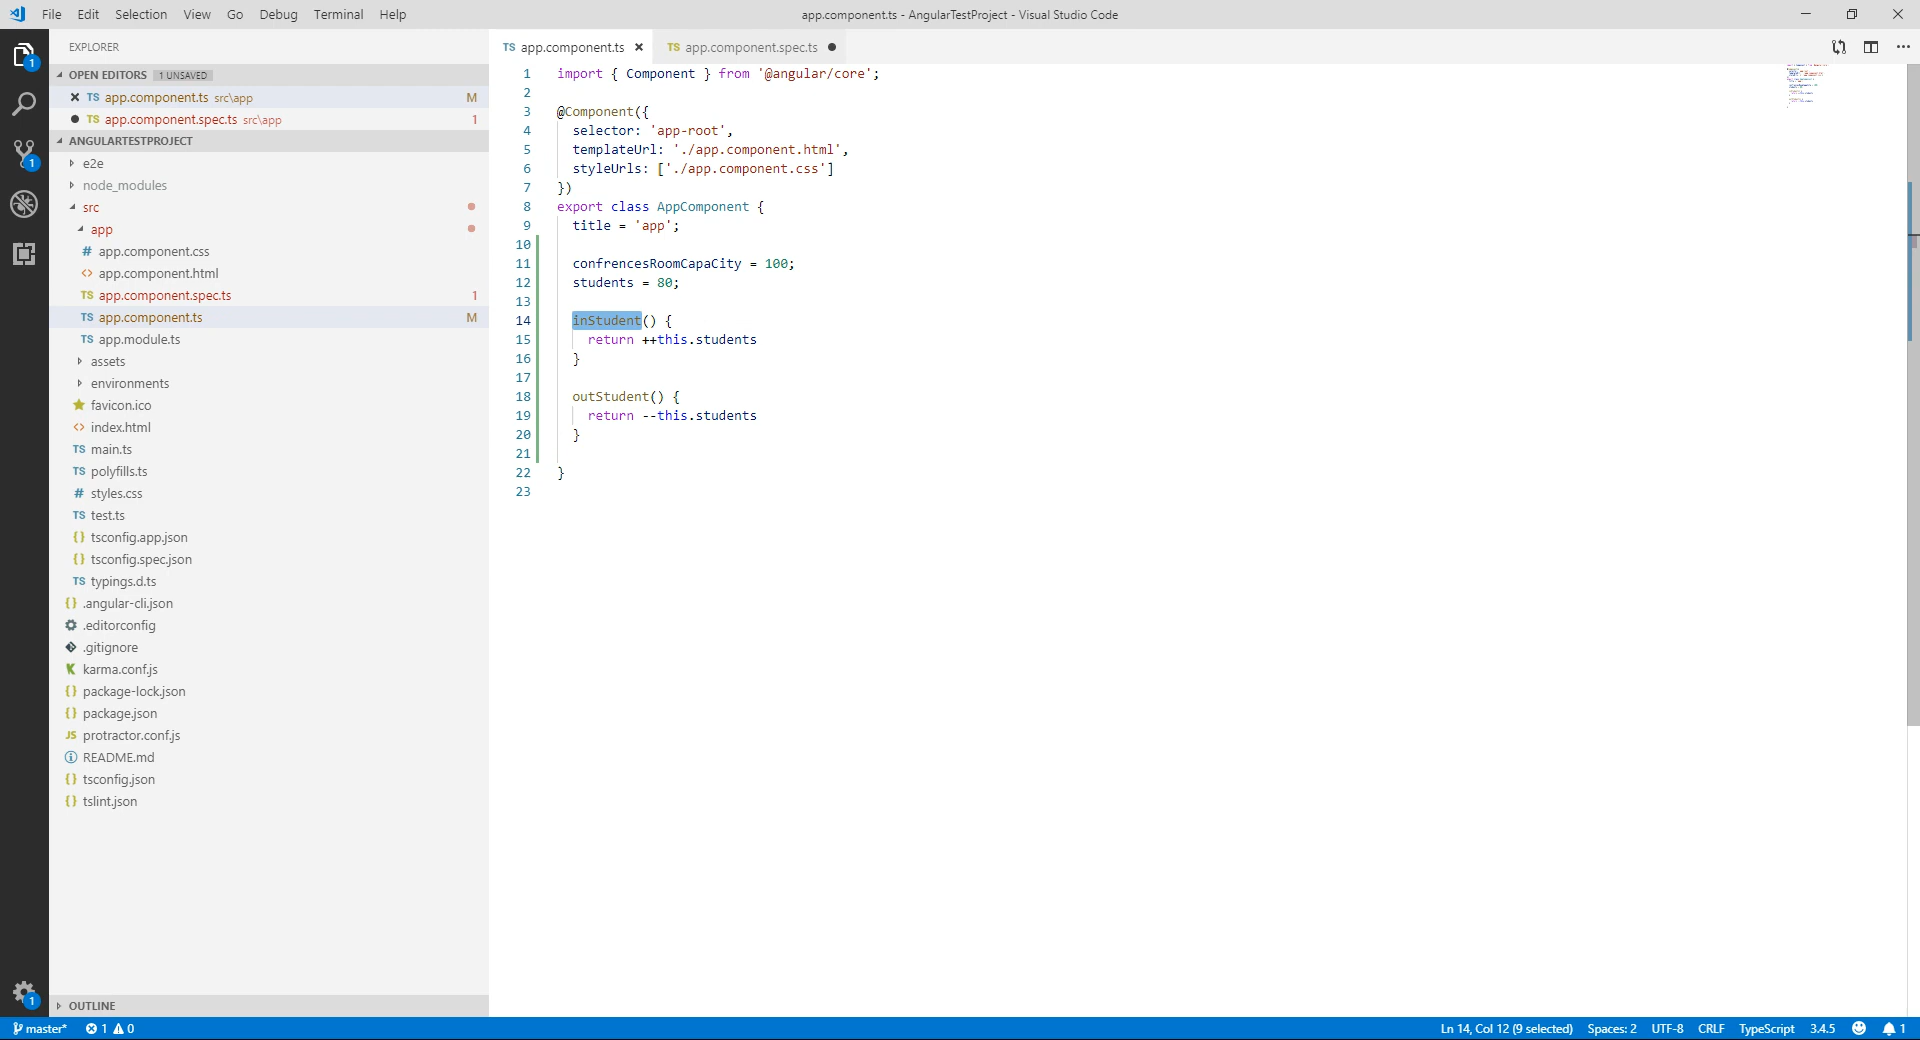 File Edit Selection View Go Debug Terminal Help
app.component.ts - AngularTestProject - Visual Studio Code
EXPLORER
OPEN EDITORS 1 UNSAVED
TS app.component.ts src\app M
TS app.component.spec.ts src\app 1
ANGULARTESTPROJECT
e2e
node_modules
src
app
# app.component.css
<> app.component.html
TS app.component.spec.ts 1
TS app.component.ts M
TS app.module.ts
assets
environments
favicon.ico
<> index.html
TS main.ts
TS polyfills.ts
# styles.css
TS test.ts
{} tsconfig.app.json
{} tsconfig.spec.json
TS typings.d.ts
{} .angular-cli.json
.editorconfig
.gitignore
K karma.conf.js
{} package-lock.json
{} package.json
JS protractor.conf.js
README.md
{} tsconfig.json
{} tslint.json
OUTLINE
1
1
1
TS app.component.ts
TS app.component.spec.ts
1 import { Component } from '@angular/core';
2
3 @Component({
4 selector: 'app-root',
5 templateUrl: './app.component.html',
6 styleUrls: ['./app.component.css']
7 })
8 export class AppComponent {
9 title = 'app';
10
11 confrencesRoomCapaCity = 100;
12 students = 80;
13
14 inStudent() {
15 return ++this.students
16 }
17
18 outStudent() {
19 return --this.students
20 }
21
22 }
23
master* 1 0
Ln 14, Col 12 (9 selected) Spaces: 2 UTF-8 CRLF TypeScript 3.4.5 1